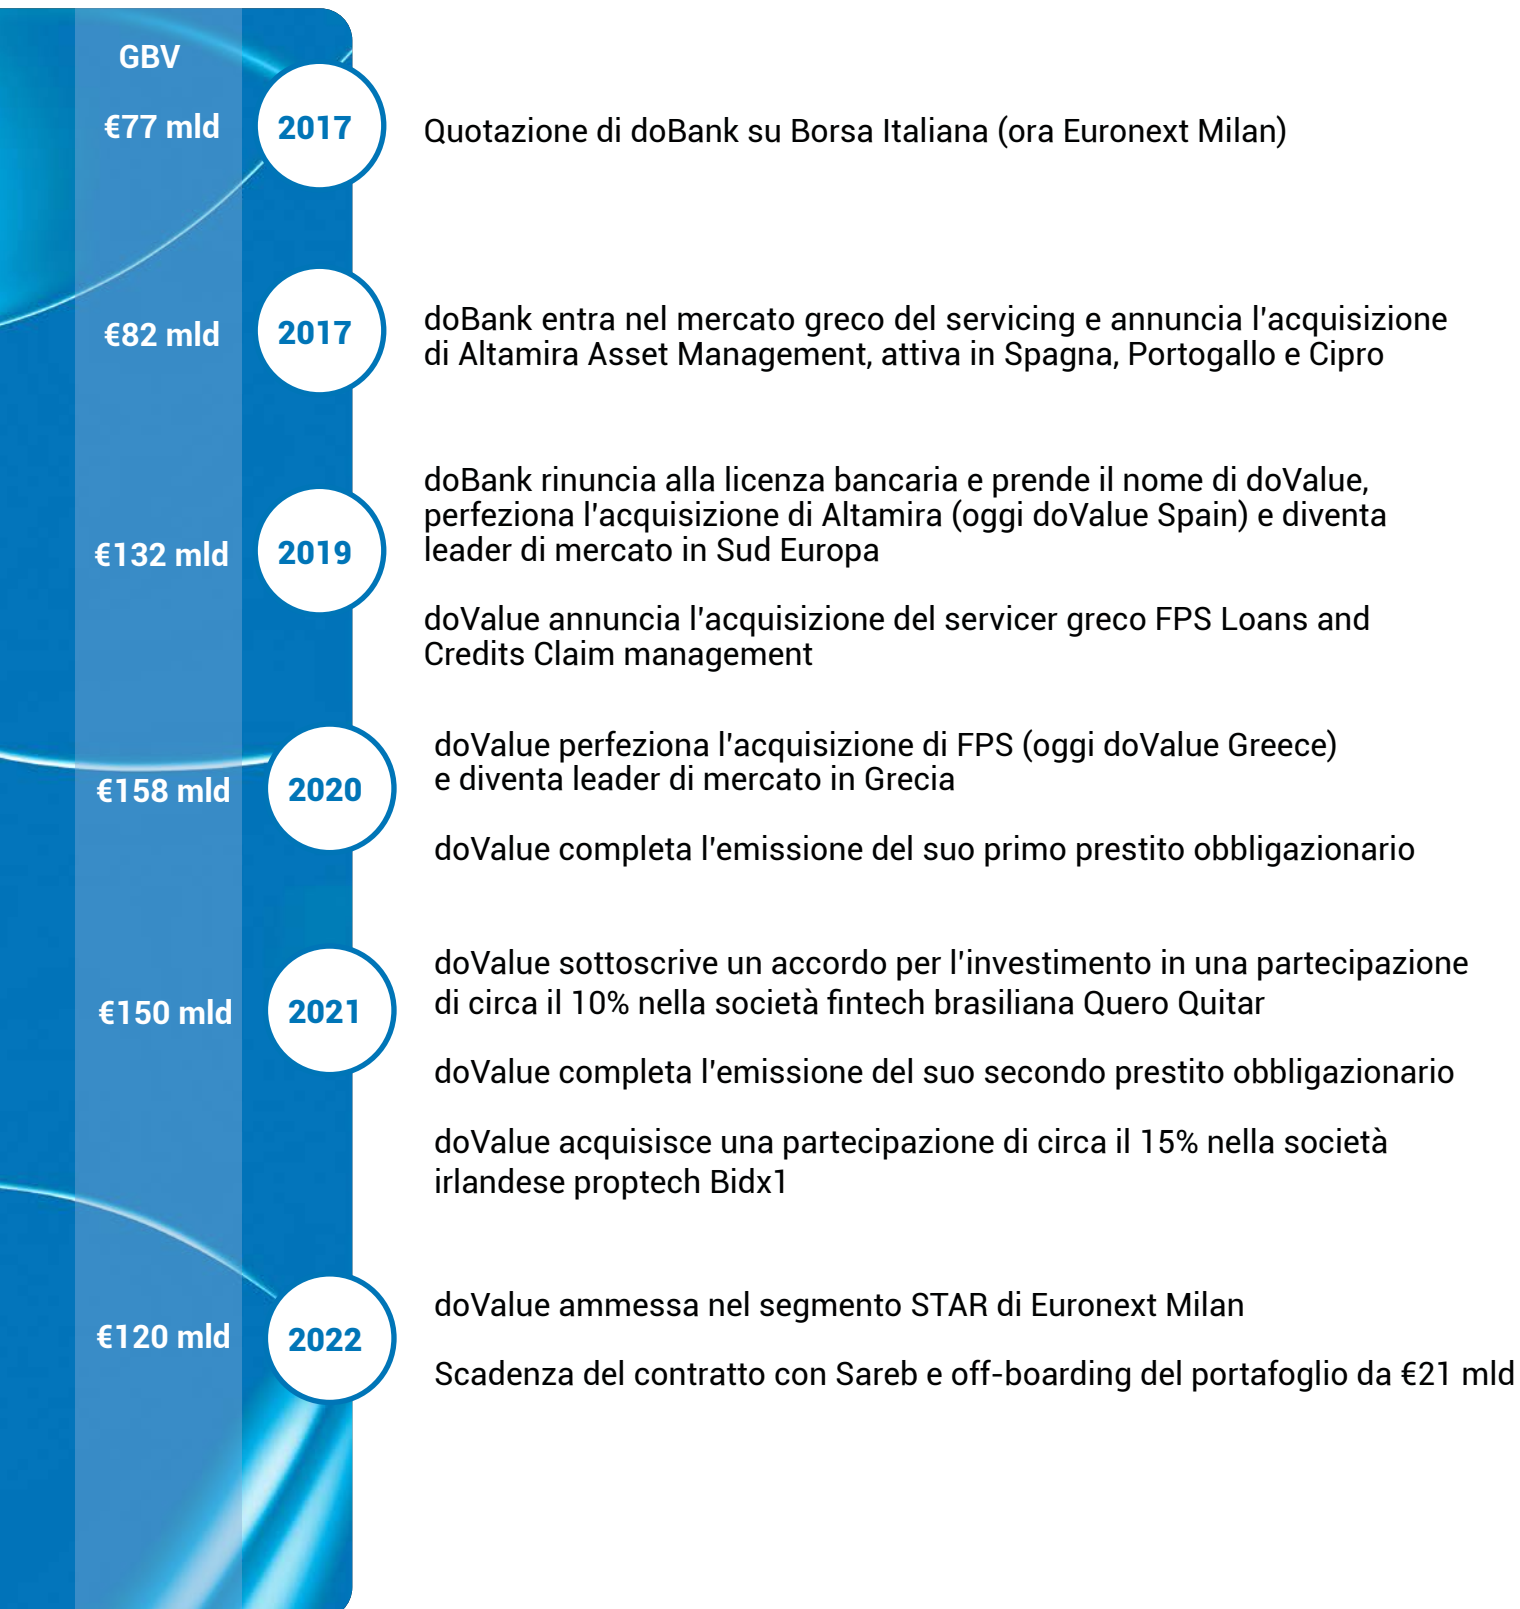 GBV
€77 mld
2017
Quotazione di doBank su Borsa Italiana (ora Euronext Milan)
€82 mld
2017
doBank entra nel mercato greco del servicing e annuncia l'acquisizione
di Altamira Asset Management, attiva in Spagna, Portogallo e Cipro
€132 mld
2019
doBank rinuncia alla licenza bancaria e prende il nome di doValue,
perfeziona l'acquisizione di Altamira (oggi doValue Spain) e diventa
leader di mercato in Sud Europa
doValue annuncia l'acquisizione del servicer greco FPS Loans and
Credits Claim management
€158 mld
2020
doValue perfeziona l'acquisizione di FPS (oggi doValue Greece)
e diventa leader di mercato in Grecia
doValue completa l'emissione del suo primo prestito obbligazionario
€150 mld
2021
doValue sottoscrive un accordo per l'investimento in una partecipazione
di circa il 10% nella società fintech brasiliana Quero Quitar
doValue completa l'emissione del suo secondo prestito obbligazionario
doValue acquisisce una partecipazione di circa il 15% nella società
irlandese proptech Bidx1
€120 mld
2022
doValue ammessa nel segmento STAR di Euronext Milan
Scadenza del contratto con Sareb e off-boarding del portafoglio da €21 mld